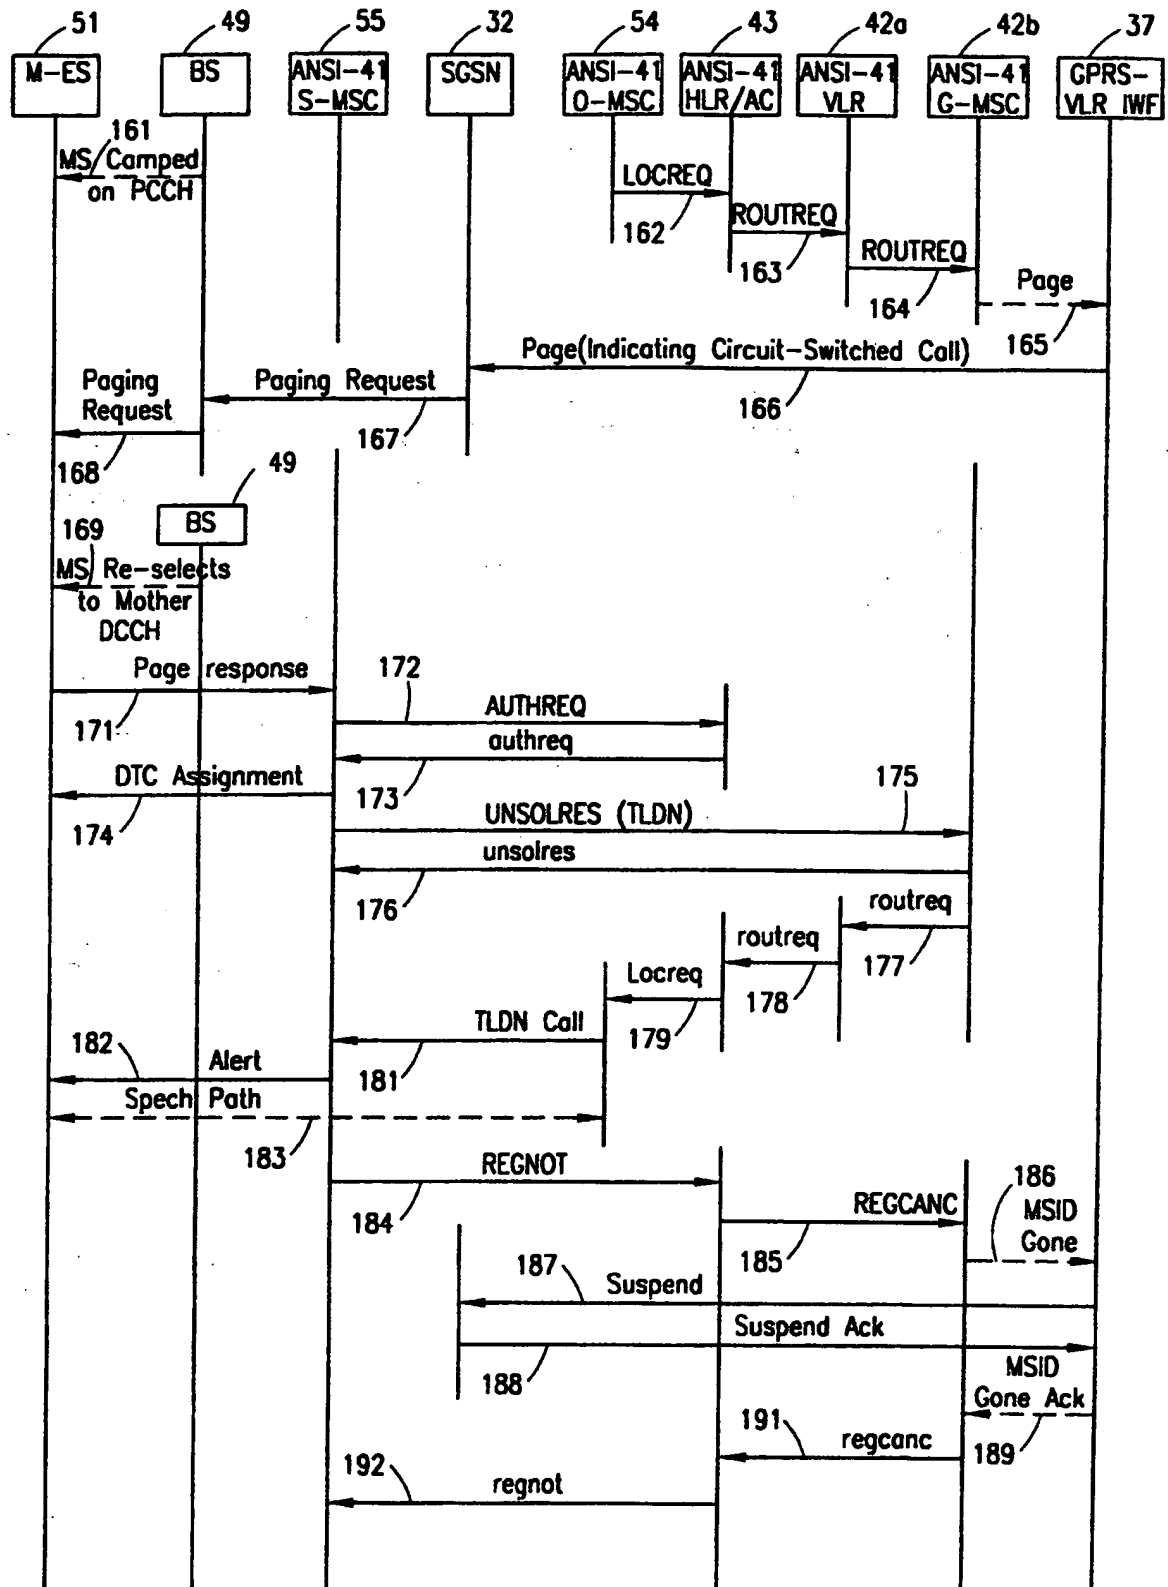 51 49 55 32 54 43 42a 42b 37
M-ES BS ANSI-41 S-MSC SGSN ANSI-41 O-MSC ANSI-41 HLR/AC ANSI-41 VLR ANSI-41 G-MSC GPRS-VLR IWF
161
MS Camped
on PCCH
LOCREQ
162
ROUTREQ
163
ROUTREQ
164
Page
165
Page(Indicating Circuit-Switched Call)
166
Paging Request
167
Paging
Request
168
49
BS
169
MS Re-selects
to Mother
DCCH
Page response
171
172
AUTHREQ
authreq
173
DTC Assignment
174
175
UNSOLRES (TLDN)
unsolres
176
routreq
177
routreq
178
Locreq
179
TLDN Call
181
182
Alert
Spech Path
183
REGNOT
184
REGCANC
185
186
MSID
Gone
187
Suspend
Suspend Ack
188
MSID
Gone Ack
189
191
regcanc
192
regnot